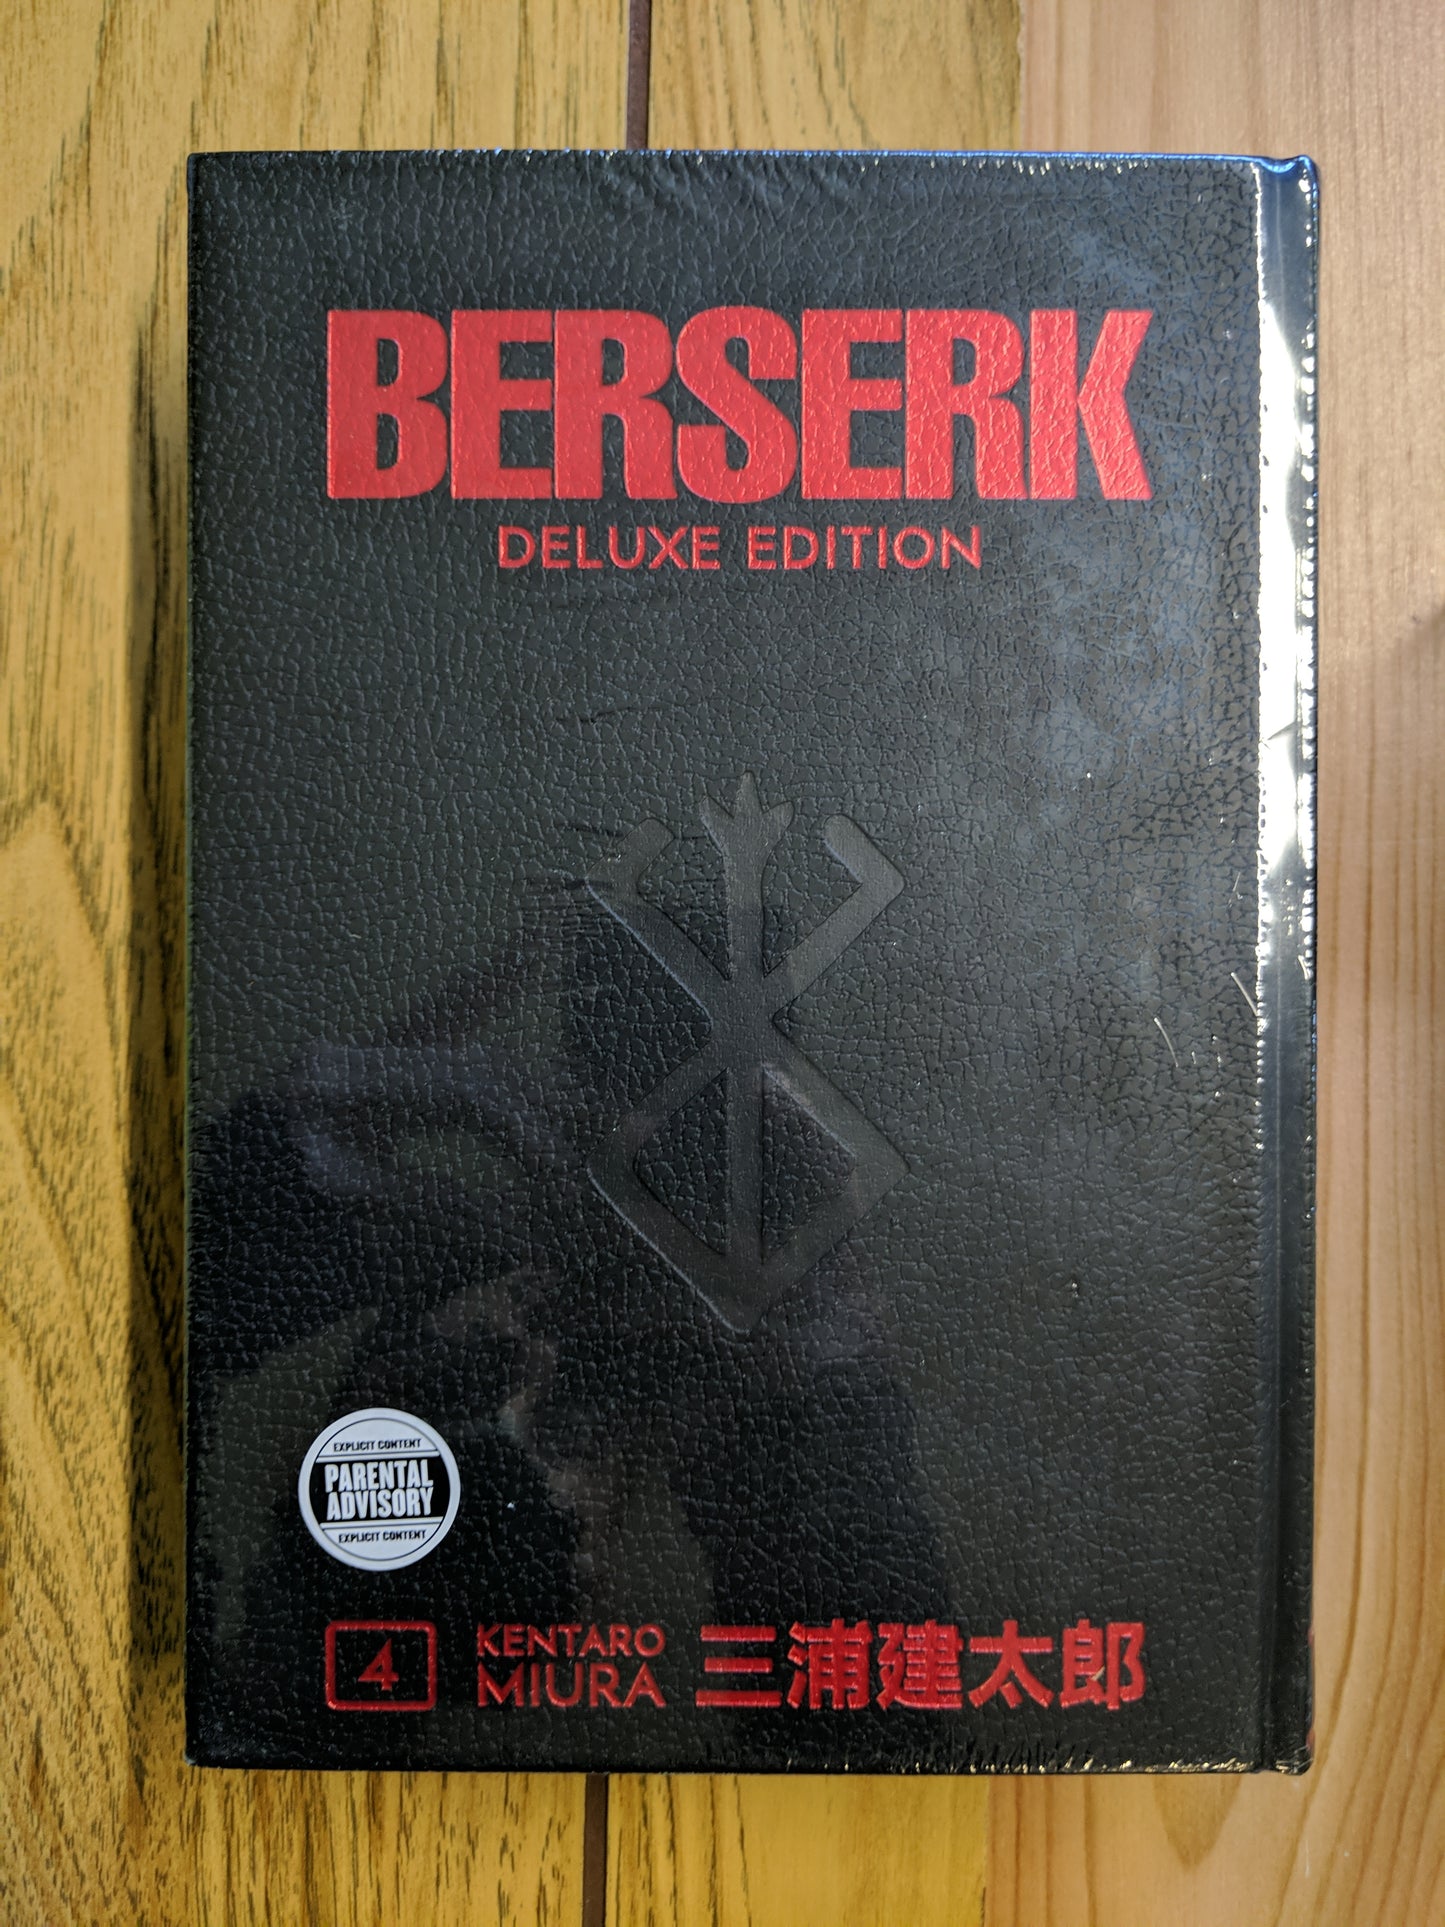 BERSERK
DELUXE EDITION
EXPLICIT CONTENT
PARENTAL
ADVISORY
EXPLICIT CONTENT
4
KENTARO
MIURA
三浦建太郎